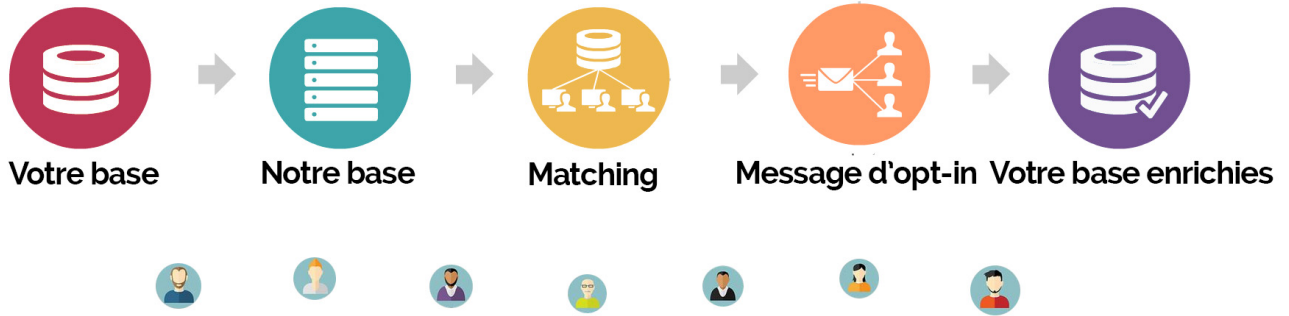 Votre base
Notre base
Matching
Message d'opt-in
Votre base enrichies